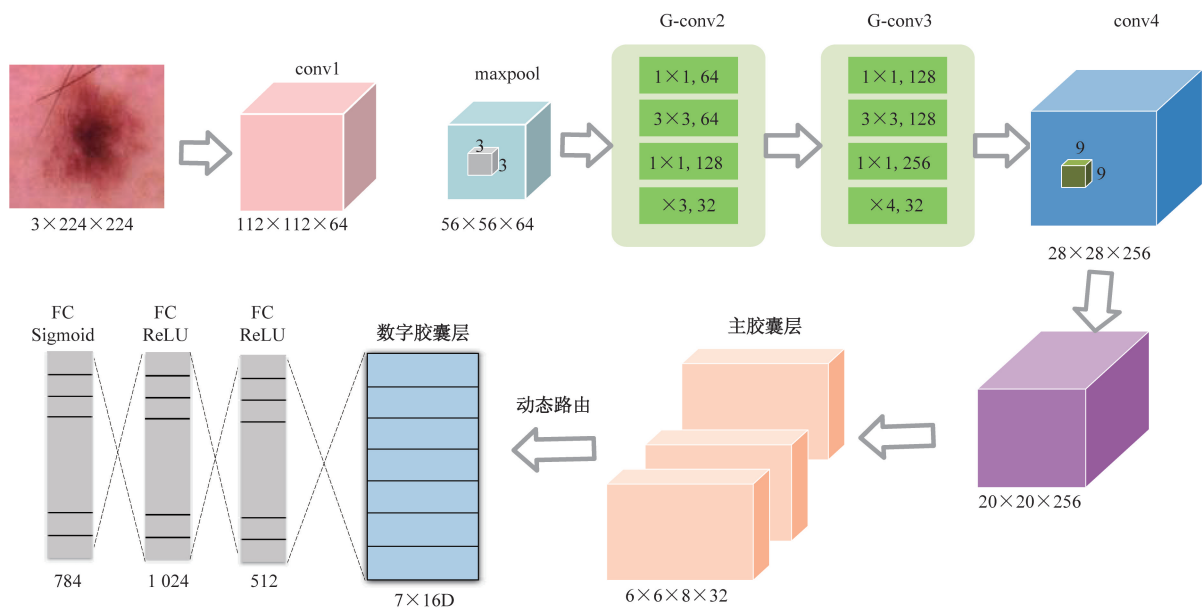 G-conv2
G-conv3
conv4
conv1
maxpool
1×1, 64
3×3, 64
1×1, 128
×3, 32
1×1, 128
3×3, 128
1×1, 256
×4, 32
3
3
9
9
3×224×224
112×112×64
56×56×64
28×28×256
FC
Sigmoid
FC
ReLU
FC
ReLU
数字胶囊层
主胶囊层
动态路由
20×20×256
784
1 024
512
7×16D
6×6×8×32